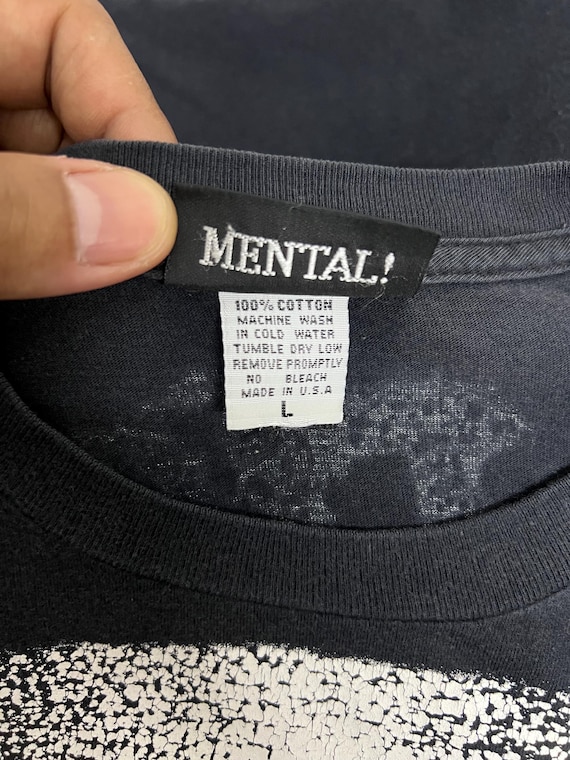 MENTAL!
100% COTTON
MACHINE WASH
IN COLD WATER
TUMBLE DRY LOW
REMOVE PROMPTLY
NO BLEACH
MADE IN U.S.A
L